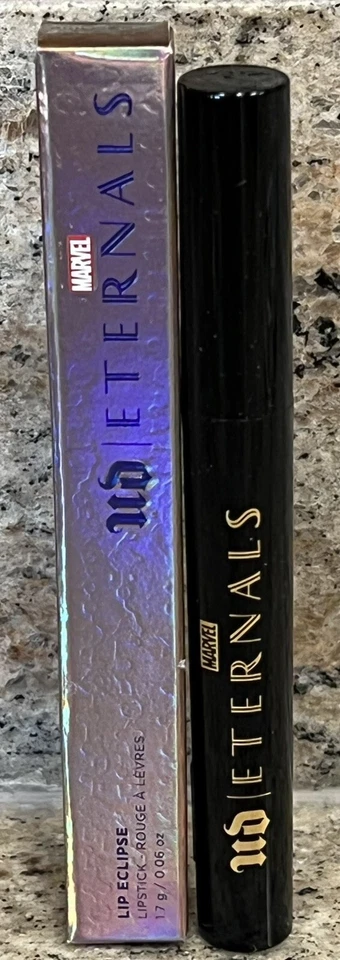 MARVEL
ud | ETERNALS
LIP ECLIPSE
LIPSTICK . ROUGE À LÈVRES
1.7 g / 0.06 oz
MARVEL
ud | ETERNALS